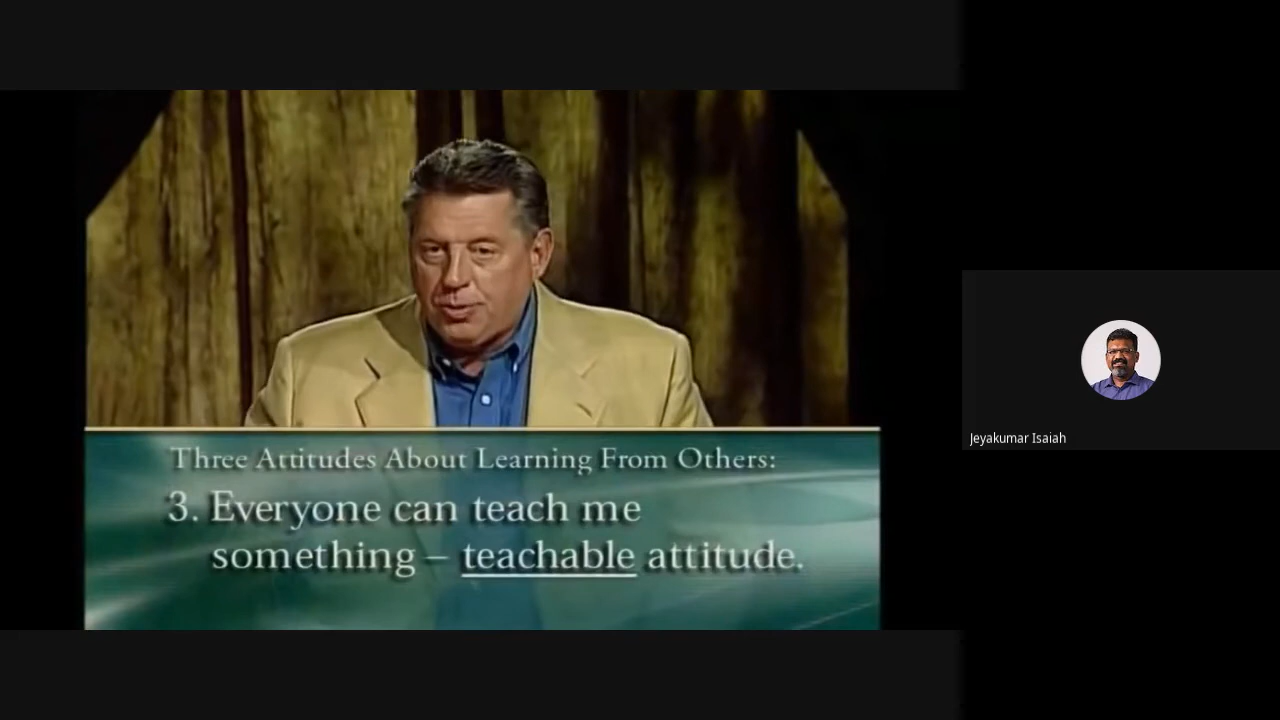 Three Attitudes About Learning From Others:
3. Everyone can teach me
something – teachable attitude.
Jeyakumar Isaiah